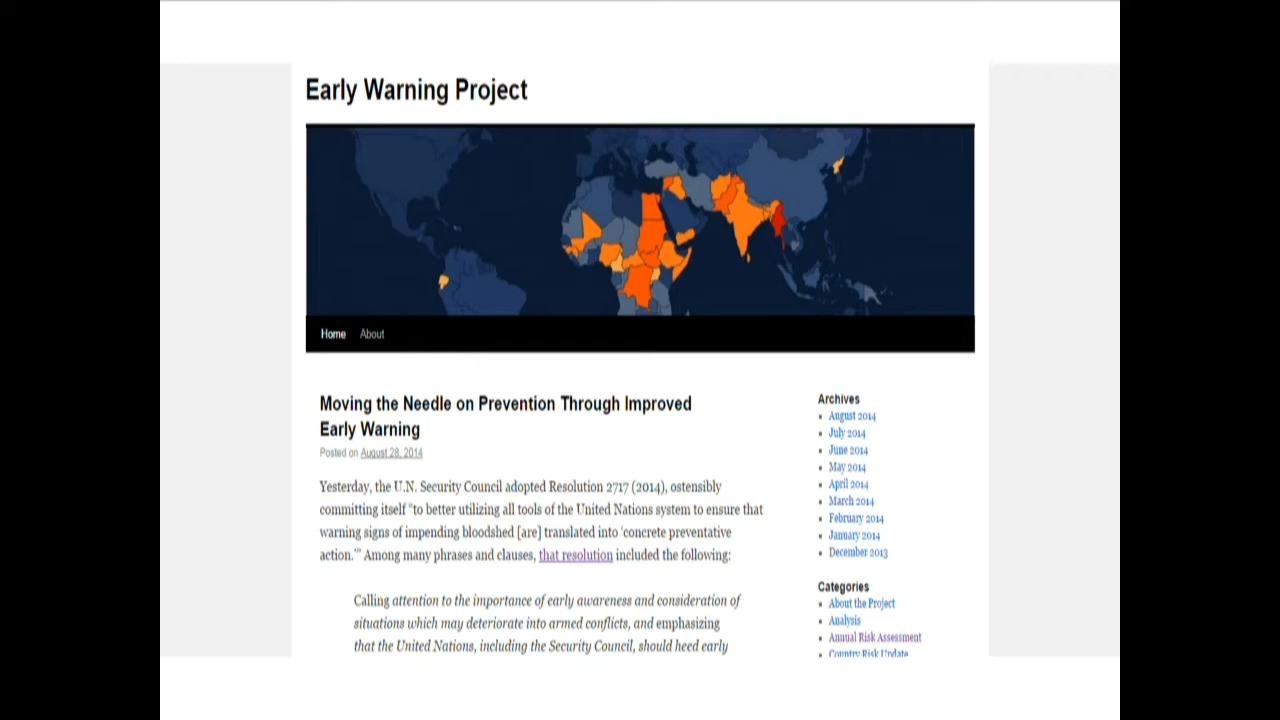 Early Warning Project
Home About
Moving the Needle on Prevention Through Improved
Early Warning
Posted on August 28, 2014
Yesterday, the U.N. Security Council adopted Resolution 2717 (2014), ostensibly
committing itself “to better utilizing all tools of the United Nations system to ensure that
warning signs of impending bloodshed [are] translated into ‘concrete preventative
action.’” Among many phrases and clauses, that resolution included the following:
Calling attention to the importance of early awareness and consideration of
situations which may deteriorate into armed conflicts, and emphasizing
that the United Nations, including the Security Council, should heed early
Archives
August 2014
July 2014
June 2014
May 2014
April 2014
March 2014
February 2014
January 2014
December 2013
Categories
About the Project
Analysis
Annual Risk Assessment
Country Risk Update